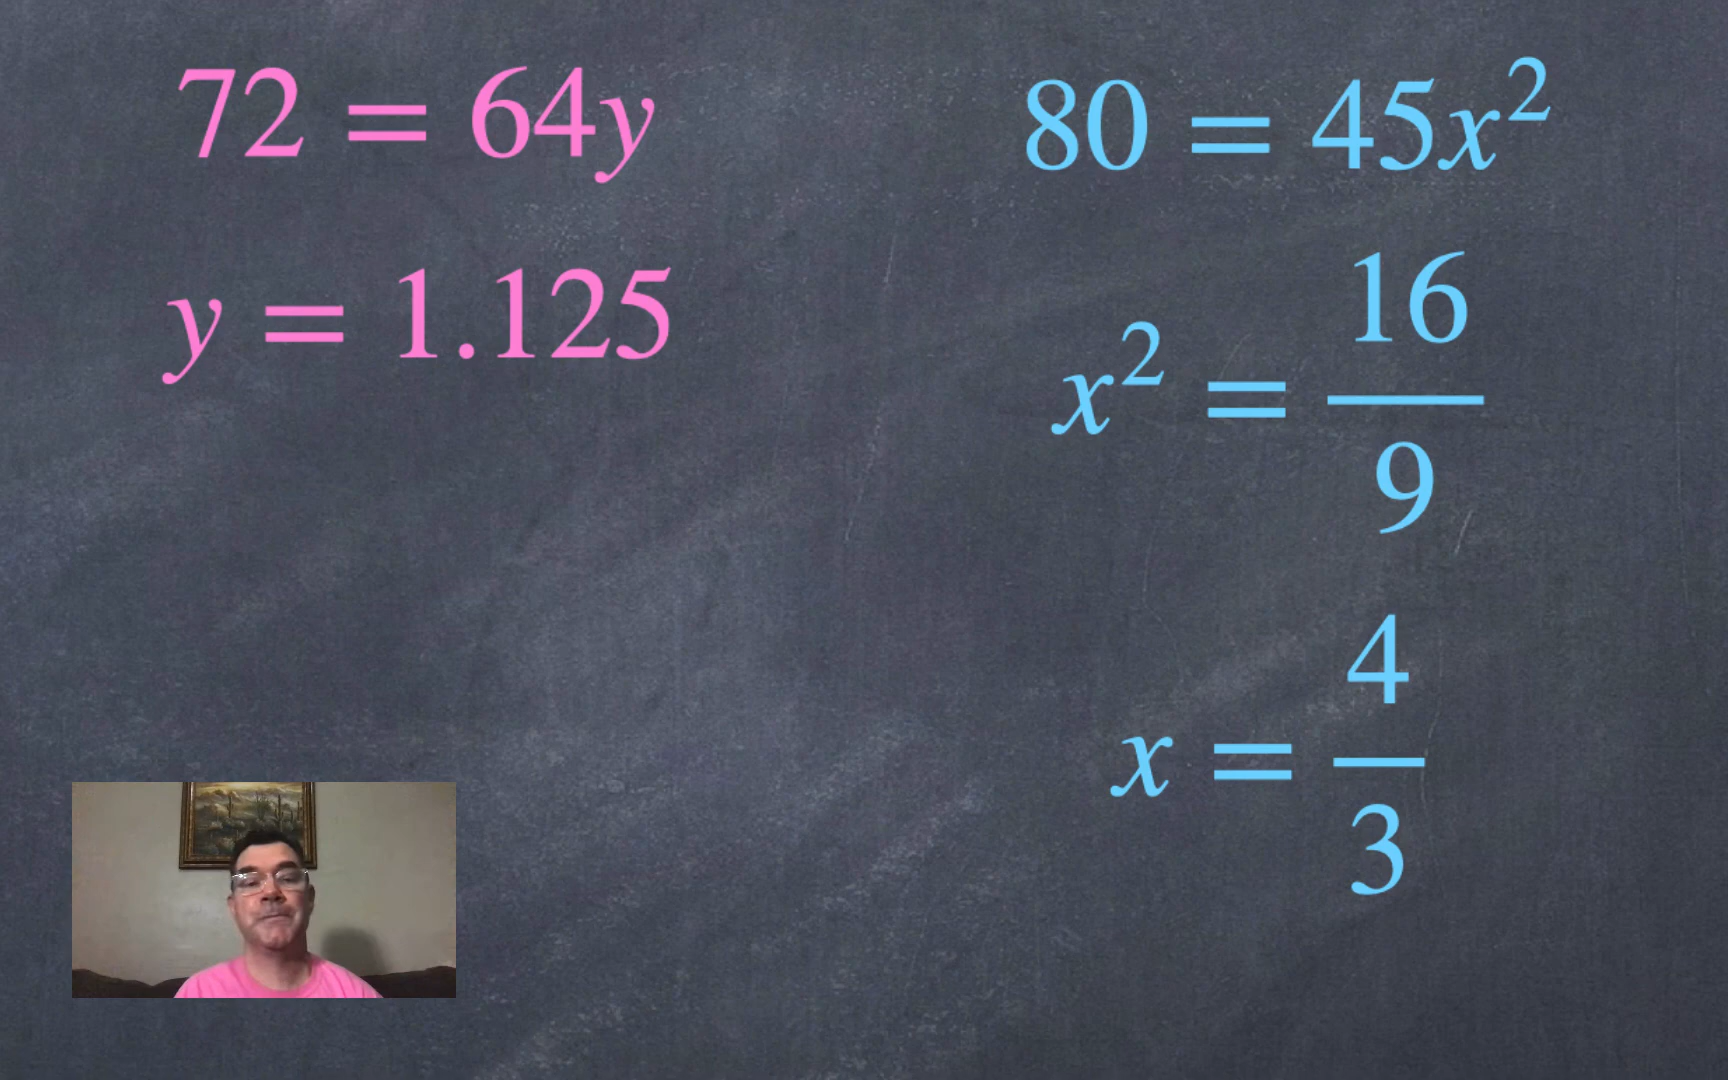 72 = 64y
y = 1.125
80 = 45x²
x² = 16/9
x = 4/3